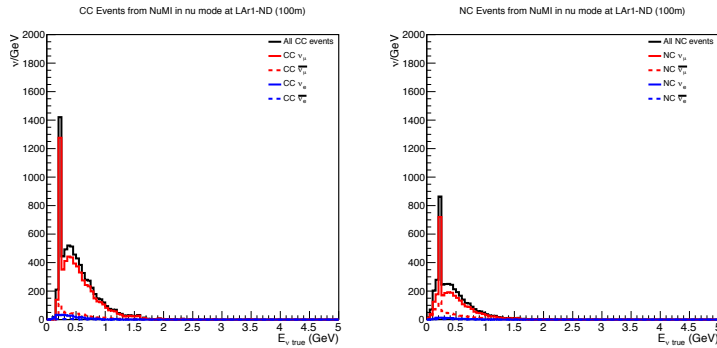 CC Events from NuMI in nu mode at LAr1-ND (100m)
ν/GeV
2000
1800
1600
1400
1200
1000
800
600
400
200
0
0 0.5 1 1.5 2 2.5 3 3.5 4 4.5 5
E_ν true (GeV)
All CC events
CC ν_μ
CC ν̅_μ
CC ν_e
CC ν̅_e
NC Events from NuMI in nu mode at LAr1-ND (100m)
ν/GeV
2000
1800
1600
1400
1200
1000
800
600
400
200
0
0 0.5 1 1.5 2 2.5 3 3.5 4 4.5 5
E_ν true (GeV)
All NC events
NC ν_μ
NC ν̅_μ
NC ν_e
NC ν̅_e